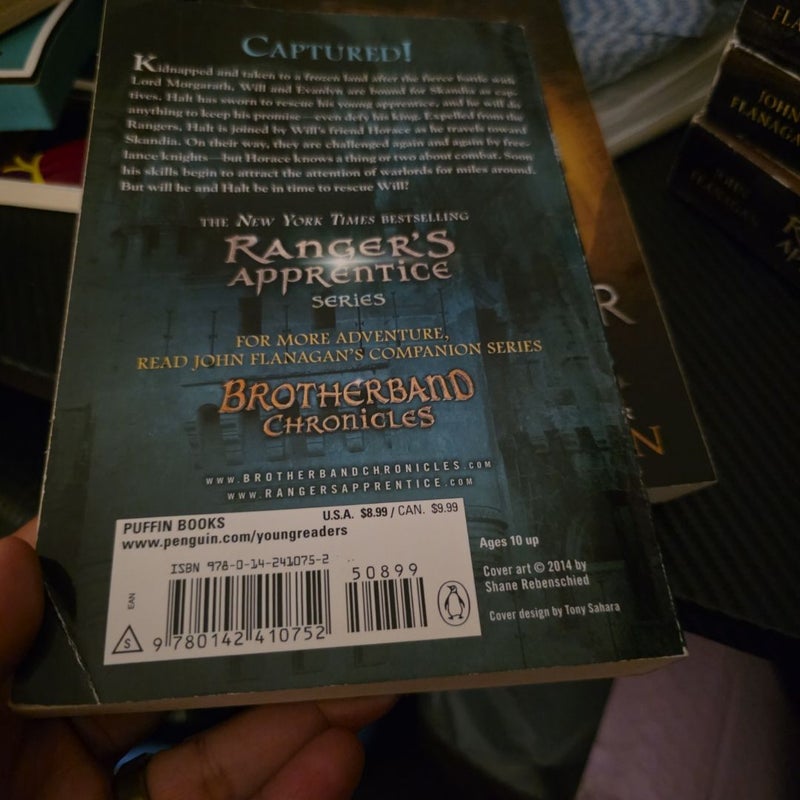 CAPTURED!
Kidnapped and taken to a frozen land after the fierce battle with
Lord Morgarath, Will and Evanlyn are bound for Skandia as cap-
tives. Halt has sworn to rescue his young apprentice, and he will do
anything to keep his promise—even defy his king. Expelled from the
Rangers, Halt is joined by Will's friend Horace as he travels toward
Skandia. On their way, they are challenged again and again by free-
lance knights—but Horace knows a thing or two about combat. Soon
his skills begin to attract the attention of warlords for miles around.
But will he and Halt be in time to rescue Will?
THE NEW YORK TIMES BESTSELLING
RANGER'S
APPRENTICE
SERIES
FOR MORE ADVENTURE,
READ JOHN FLANAGAN'S COMPANION SERIES
BROTHERBAND
CHRONICLES
WWW.BROTHERBANDCHRONICLES.COM
WWW.RANGERSAPPRENTICE.COM
PUFFIN BOOKS
U.S.A. $8.99 / CAN. $9.99
www.penguin.com/youngreaders
ISBN 978-0-14-241075-2
50899
EAN
S
9 780142 410752
Ages 10 up
Cover art © 2014 by
Shane Rebenschied
Cover design by Tony Sahara
R
N
FLA
JOHN
FLANAGA
JOHN
FLANAGAN
R